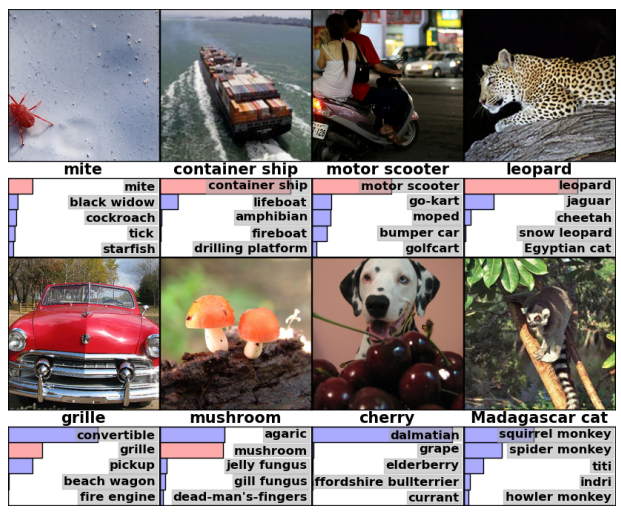 mite
container ship
motor scooter
leopard
mite
black widow
cockroach
tick
starfish
container ship
lifeboat
amphibian
fireboat
drilling platform
motor scooter
go-kart
moped
bumper car
golfcart
leopard
jaguar
cheetah
snow leopard
Egyptian cat
grille
mushroom
cherry
Madagascar cat
convertible
grille
pickup
beach wagon
fire engine
agaric
mushroom
jelly fungus
gill fungus
dead-man's-fingers
dalmatian
grape
elderberry
ffordshire bullterrier
currant
squirrel monkey
spider monkey
titi
indri
howler monkey